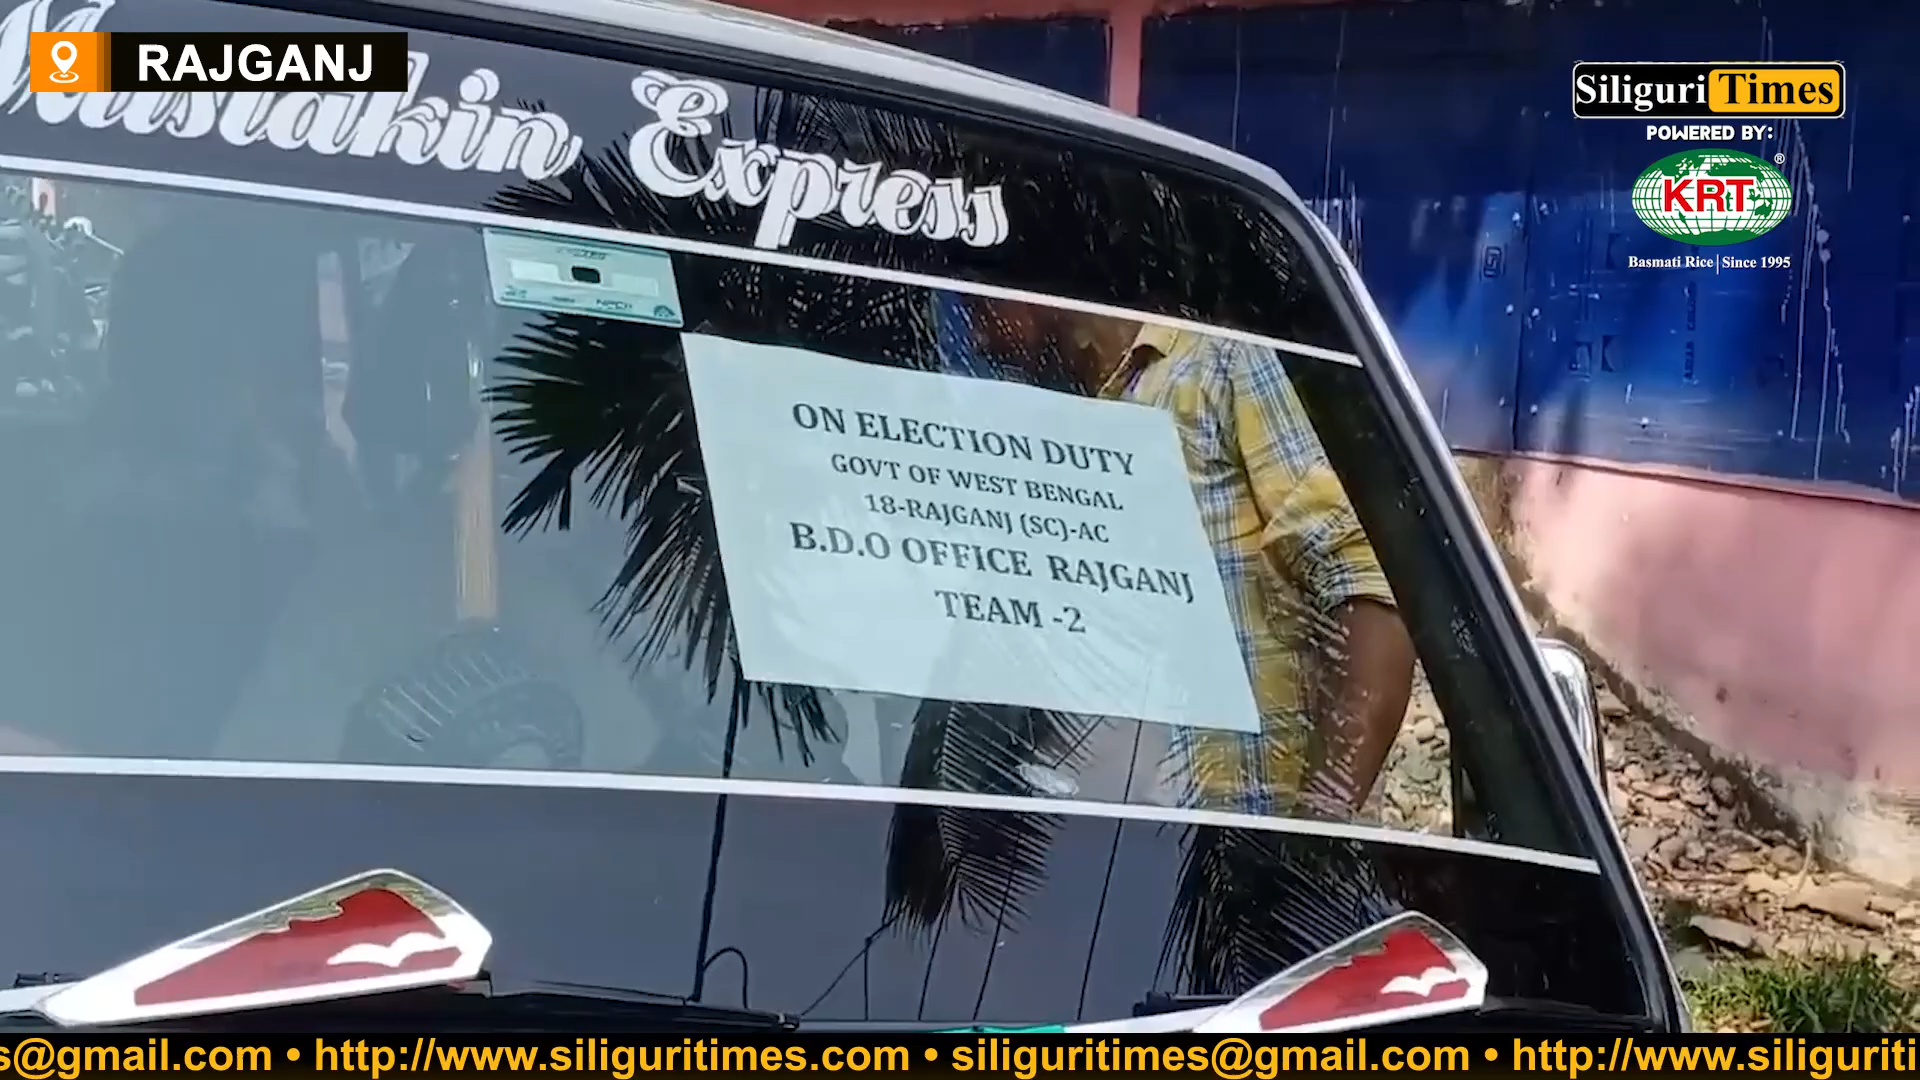 RAJGANJ
Siliguri Times
POWERED BY:
KRT
®
Basmati Rice | Since 1995
Mustakin Express
ON ELECTION DUTY
GOVT OF WEST BENGAL
18-RAJGANJ (SC)-AC
B.D.O OFFICE RAJGANJ
TEAM -2
s@gmail.com • http://www.siliguritimes.com • siliguritimes@gmail.com • http://www.siliguriti